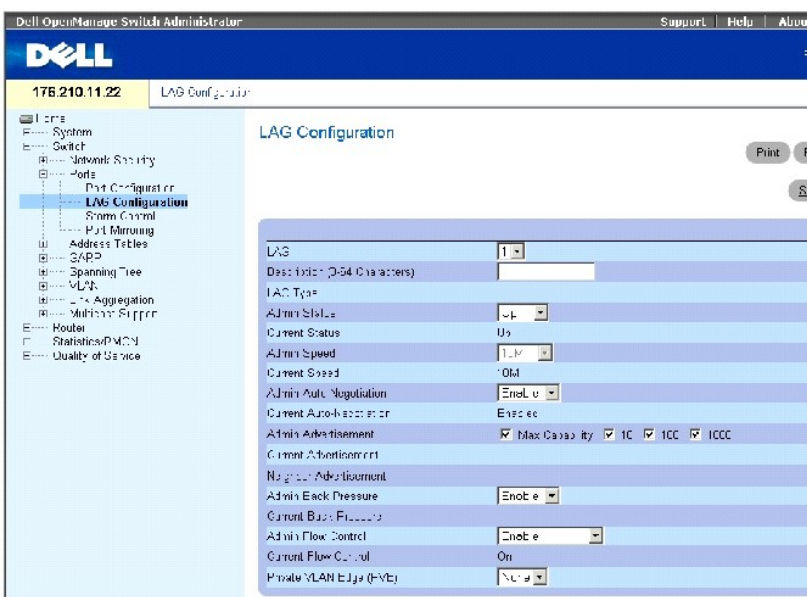 Dell OpenManage Switch Administrator Support | Help | Abou
DELL
176.210.11.22 LAG Configuration
Home
System
Switch
Network Security
Ports
Port Configuration
LAG Configuration
Storm Control
Port Mirroring
Address Tables
GARP
Spanning Tree
VLAN
Link Aggregation
Multicast Support
Router
Statistics/RMON
Quality of Service
LAG Configuration
Print
LAG 1
Description (0-64 Characters)
LAG Type
Admin Status Up
Current Status Up
Admin Speed 10M
Current Speed 10M
Admin Auto Negotiation Enable
Current Auto-Negotiation Enabled
Admin Advertisement Max Capability 10 100 1000
Current Advertisement
Neighbor Advertisement
Admin Back Pressure Enable
Current Back Pressure
Admin Flow Control Enable
Current Flow Control On
Private VLAN Edge (PVE) None